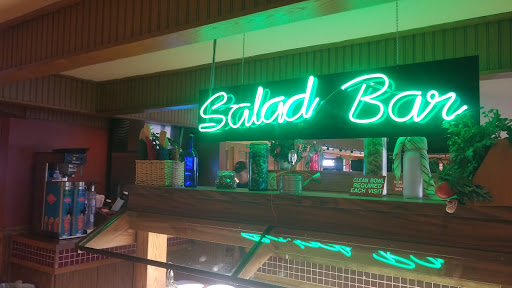 Salad Bar
CLEAN BOWL
REQUIRED
EACH VISIT